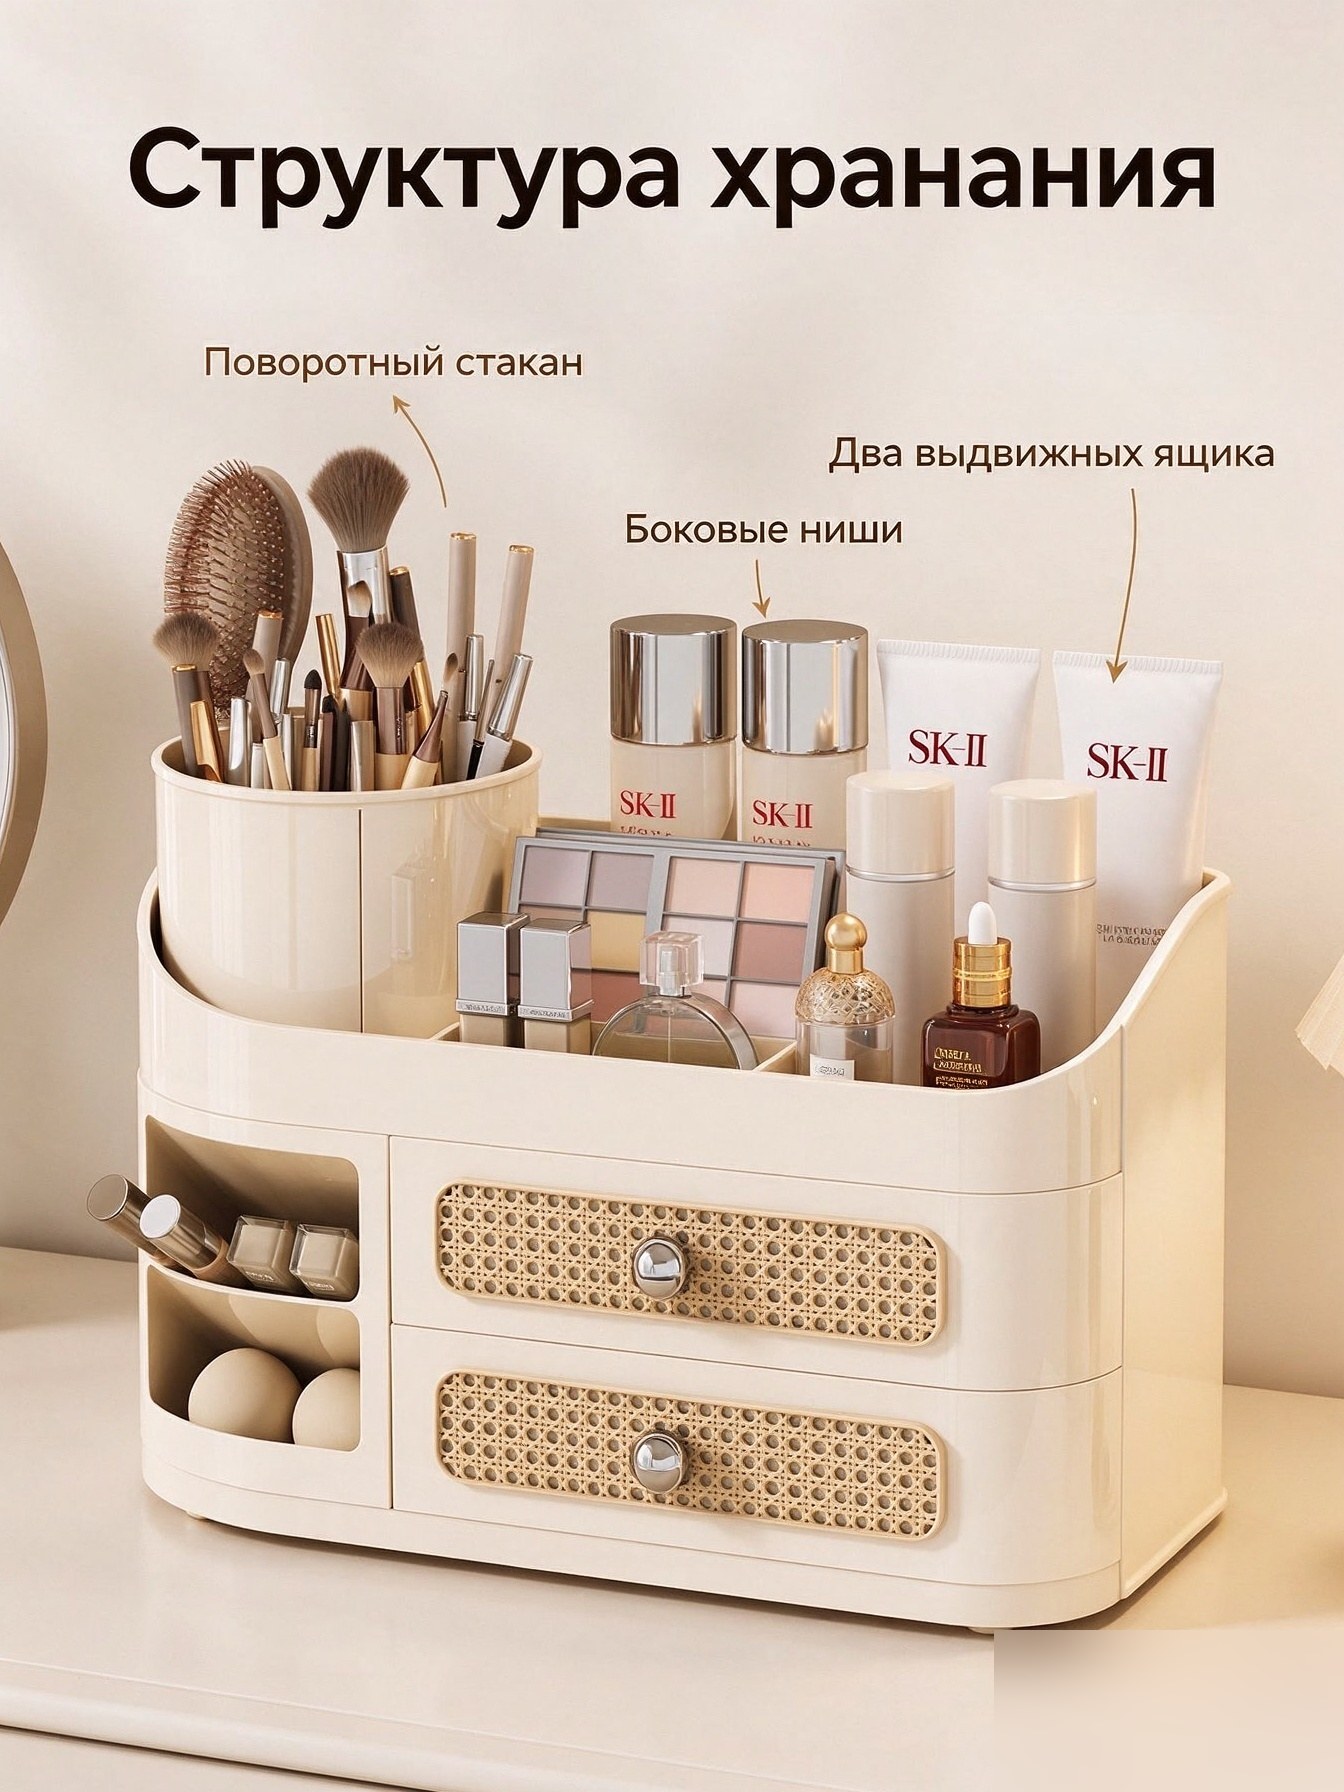 Структура хранания
Поворотный стакан
Два выдвижных ящика
Боковые ниши
SK-II
SK-II
SK-II
SK-II